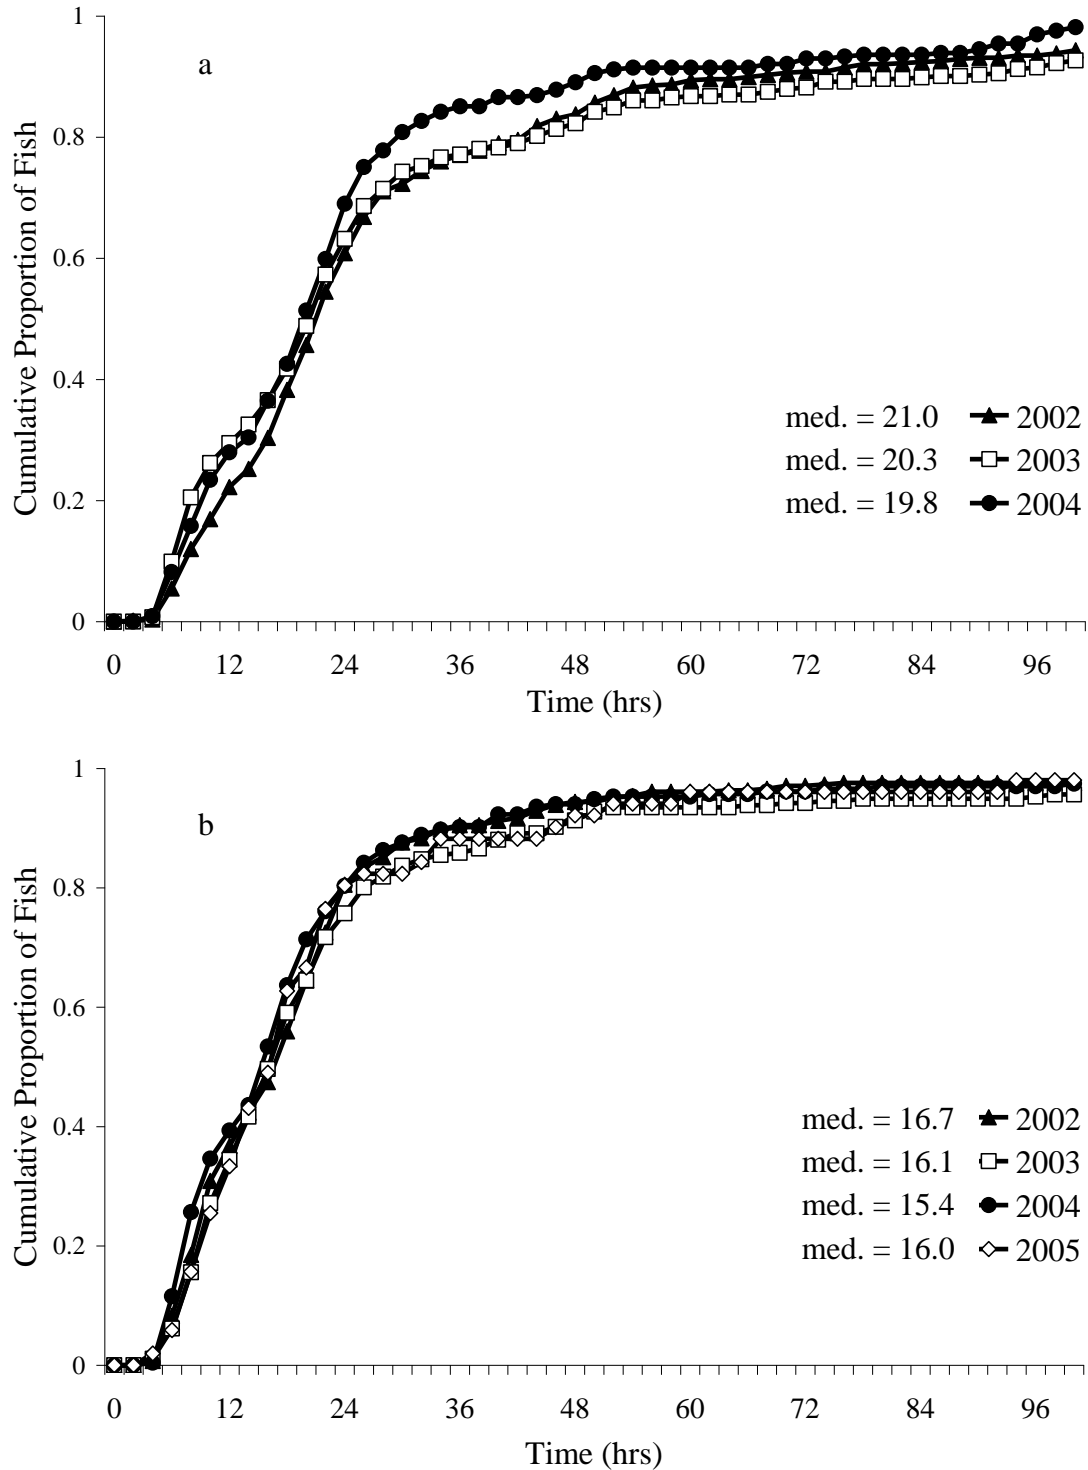 1
a
0.8
0.6
0.4
0.2
0
Cumulative Proportion of Fish
med. = 21.0 2002
med. = 20.3 2003
med. = 19.8 2004
0 12 24 36 48 60 72 84 96
Time (hrs)
1
b
0.8
0.6
0.4
0.2
0
Cumulative Proportion of Fish
med. = 16.7 2002
med. = 16.1 2003
med. = 15.4 2004
med. = 16.0 2005
0 12 24 36 48 60 72 84 96
Time (hrs)